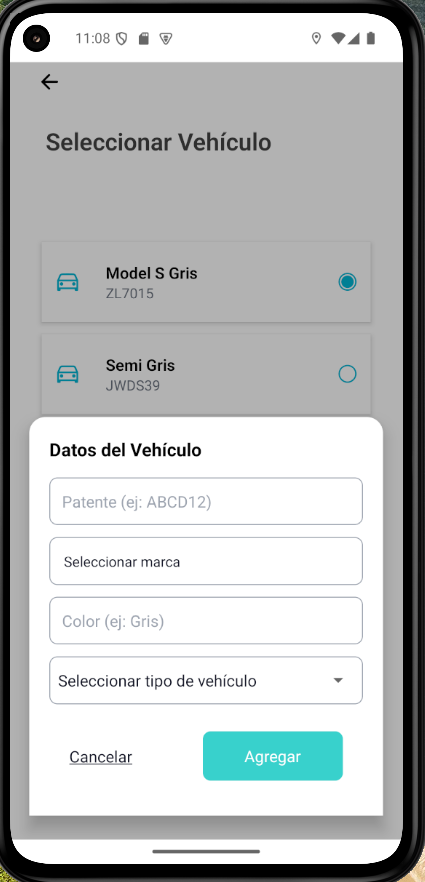 11:08
Seleccionar Vehículo
Model S Gris
ZL7015
Semi Gris
JWDS39
Datos del Vehículo
Patente (ej: ABCD12)
Seleccionar marca
Color (ej: Gris)
Seleccionar tipo de vehículo
Cancelar
Agregar